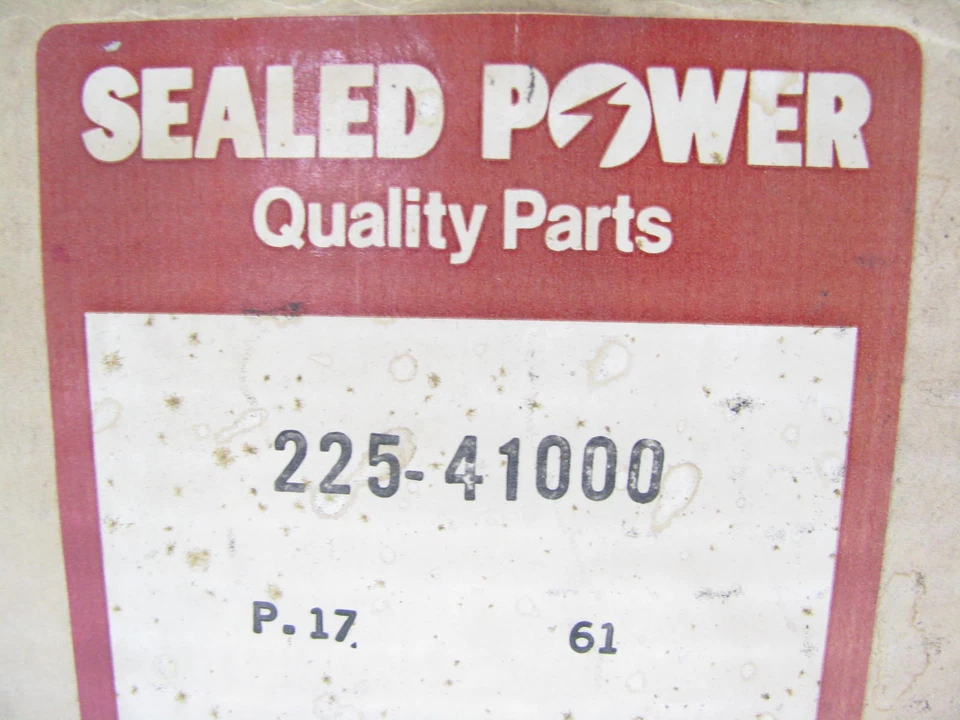 SEALED POWER
Quality Parts
225-41000
P. 17. 61